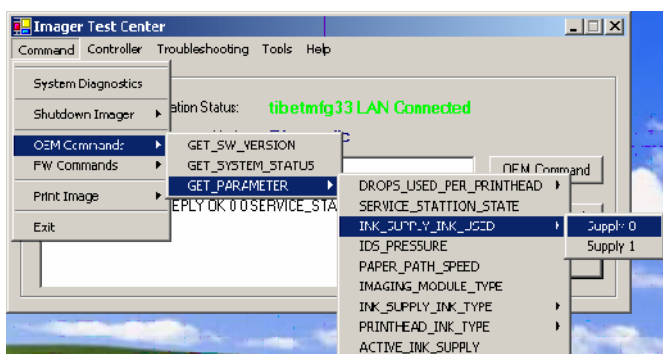 Imager Test Center
Command Controller Troubleshooting Tools Help
System Diagnostics
Shutdown Imager
ation Status: tibetmfg33 LAN Connected
OEM Commands
GET_SW_VERSION
FW Commands
GET_SYSTEM_STATUS
OEM Command
GET_PARAMETER
DROPS_USED_PER_PRINTHEAD
Print Image
EPLY OK 0 0 SERVICE_STA
SERVICE_STATTION_STATE
Exit
INK_SUPPLY_INK_USED
Supply 0
IDS_PRESSURE
Supply 1
PAPER_PATH_SPEED
IMAGING_MODULE_TYPE
INK_SUPPLY_INK_TYPE
PRINTHEAD_INK_TYPE
ACTIVE_INK_SUPPLY